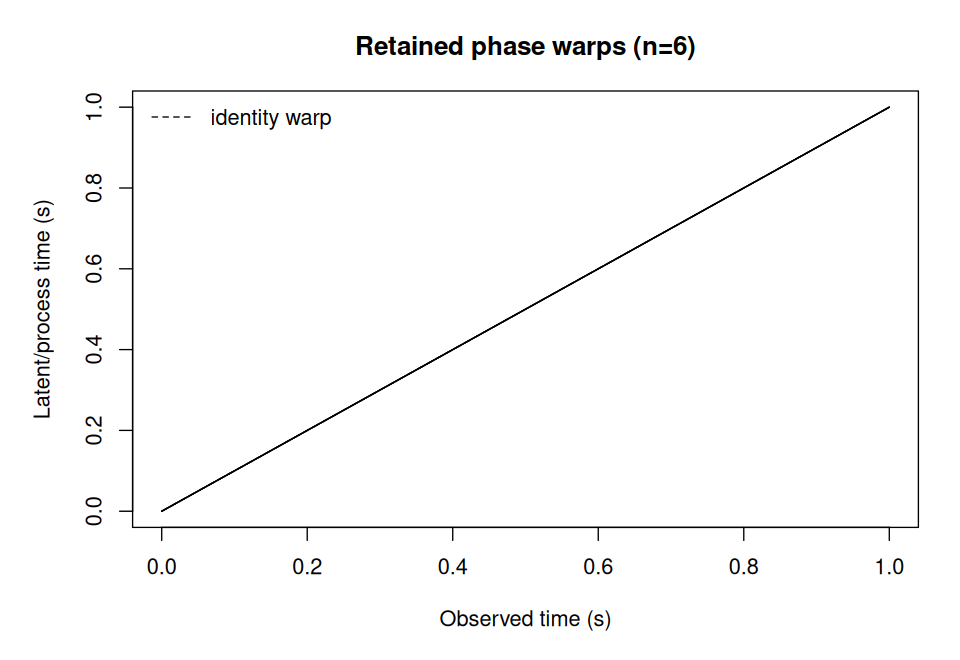 Retained phase warps (n=6)
identity warp
Latent/process time (s)
1.0
0.8
0.6
0.4
0.2
0.0
0.0 0.2 0.4 0.6 0.8 1.0
Observed time (s)